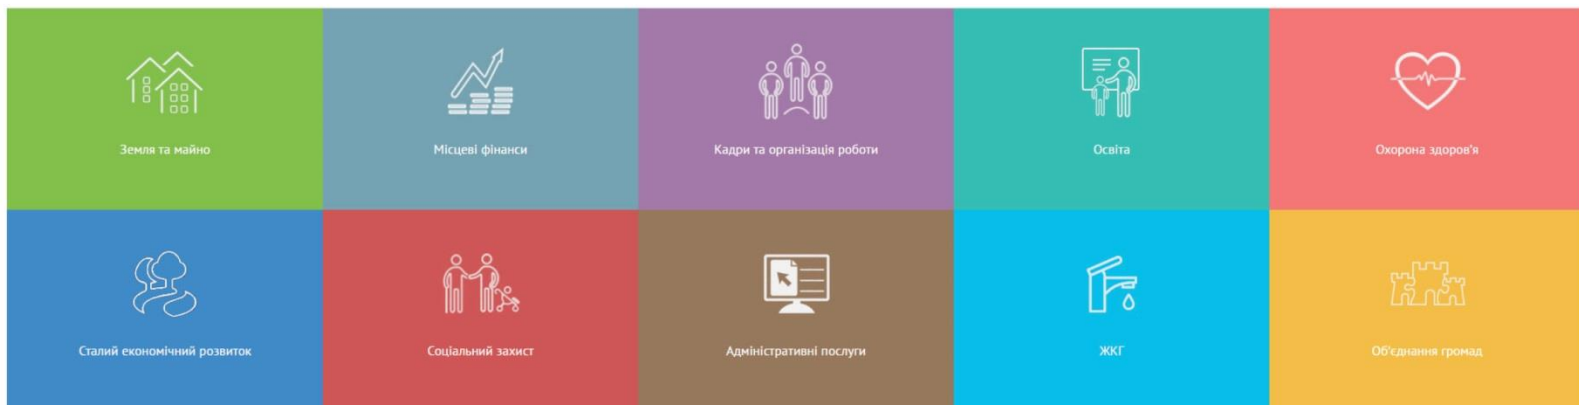 Земля та майно
Місцеві фінанси
Кадри та організація роботи
Освіта
Охорона здоров'я
Сталий економічний розвиток
Соціальний захист
Адміністративні послуги
ЖКГ
Об'єднання громад